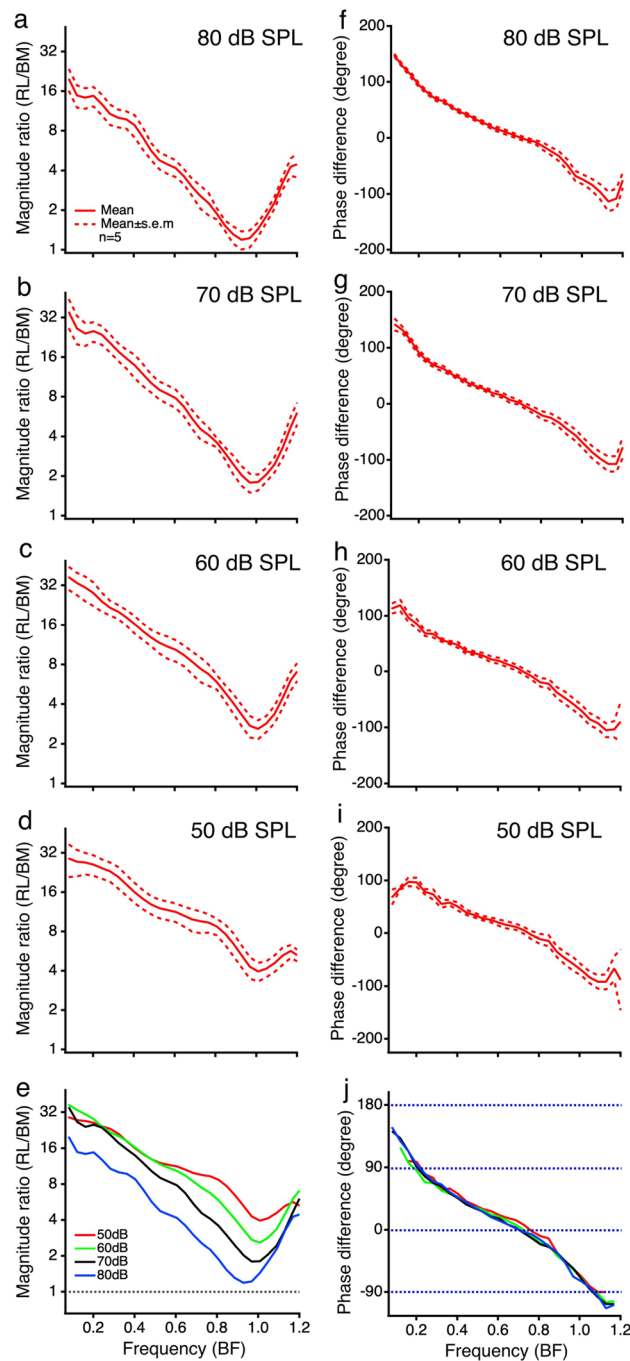 a
80 dB SPL
Magnitude ratio (RL/BM)
32
16
8
4
2
1
Mean
Mean±s.e.m
n=5
f
80 dB SPL
Phase difference (degree)
200
100
0
-100
-200
b
70 dB SPL
Magnitude ratio (RL/BM)
32
16
8
4
2
1
g
70 dB SPL
Phase difference (degree)
200
100
0
-100
-200
c
60 dB SPL
Magnitude ratio (RL/BM)
32
16
8
4
2
1
h
60 dB SPL
Phase difference (degree)
200
100
0
-100
-200
d
50 dB SPL
Magnitude ratio (RL/BM)
32
16
8
4
2
1
i
50 dB SPL
Phase difference (degree)
200
100
0
-100
-200
e
Magnitude ratio (RL/BM)
32
16
8
4
2
1
50dB
60dB
70dB
80dB
0.2 0.4 0.6 0.8 1.0 1.2
Frequency (BF)
j
Phase difference (degree)
180
90
0
-90
0.2 0.4 0.6 0.8 1.0 1.2
Frequency (BF)